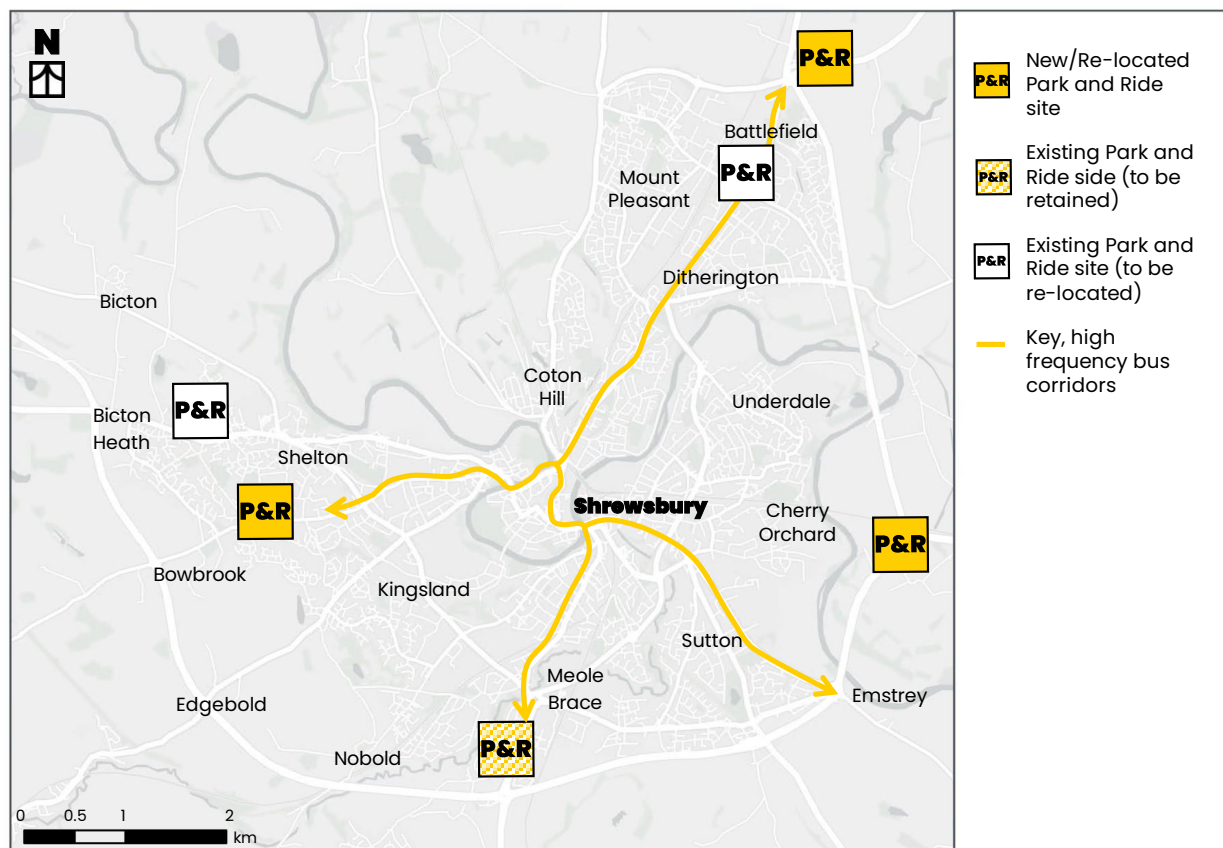 N
P&R
Battlefield
P&R
Mount
Pleasant
Ditherington
Bicton
Coton
Hill
P&R
Underdale
Bicton
Heath
Shelton
P&R
Shrewsbury
Cherry
Orchard
P&R
Bowbrook
Kingsland
Sutton
Meole
Brace
Emstrey
Edgebold
P&R
Nobold
0 0.5 1 2
km
P&R
New/Re-located
Park and Ride
site
P&R
Existing Park and
Ride side (to be
retained)
P&R
Existing Park and
Ride site (to be
re-located)
Key, high
frequency bus
corridors